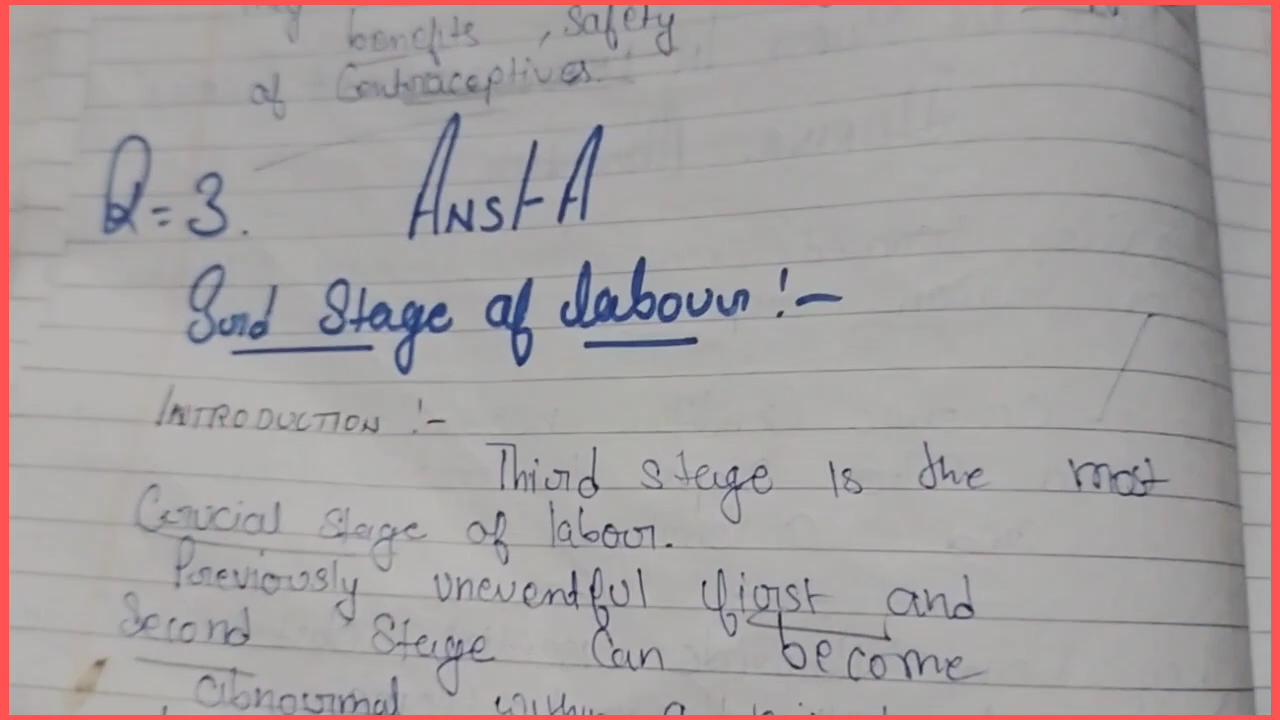 benefits, safety
of Contraceptives.
Q=3. Ans:-A
3rd Stage of labour :-
INTRODUCTION :-
Third stage is the most
Crucial stage of labour.
Previously uneventful first and
Second Stage Can become
abnormal within a